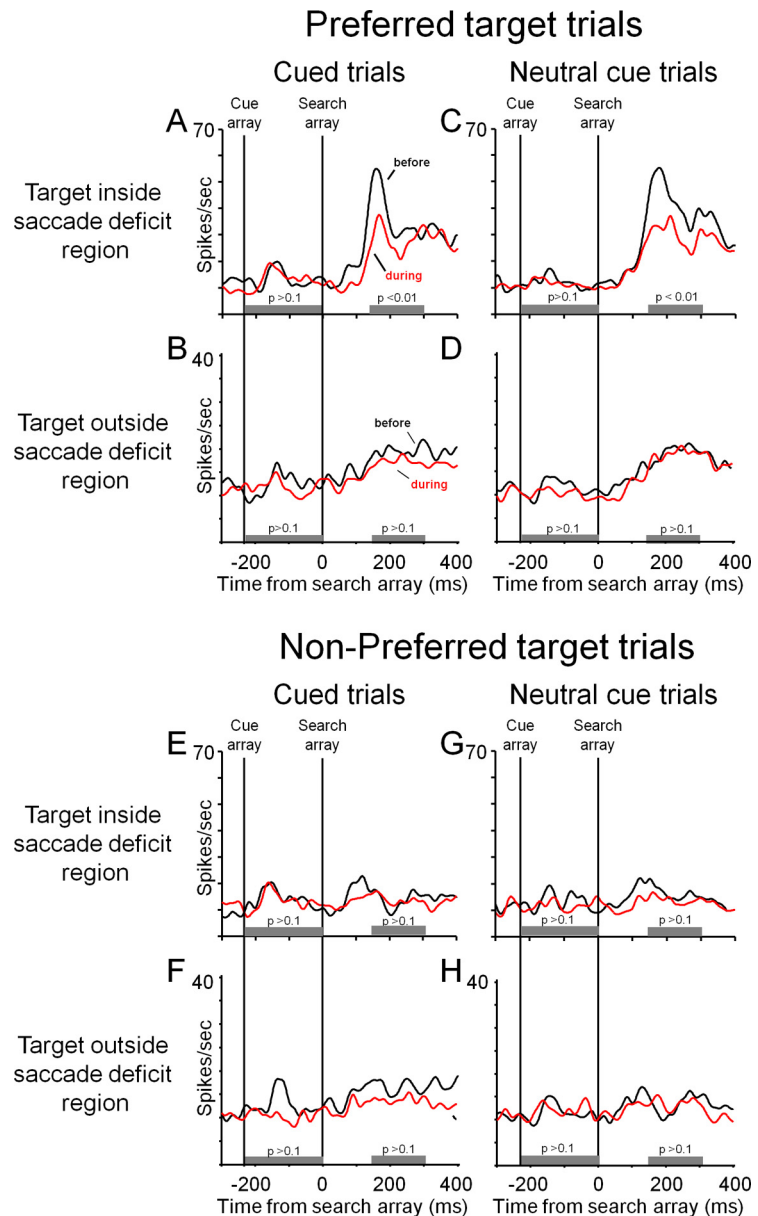 Preferred target trials
Cued trials
Neutral cue trials
Cue
array
Search
array
Cue
array
Search
array
A
70
before
during
Spikes/sec
p >0.1
p <0.01
C
70
p>0.1
p < 0.01
Target inside
saccade deficit
region
B
40
before
during
Spikes/sec
p>0.1
p >0.1
D
p>0.1
p >0.1
Target outside
saccade deficit
region
-200 0 200 400
Time from search array (ms)
-200 0 200 400
Time from search array (ms)
Non-Preferred target trials
Cued trials
Neutral cue trials
Cue
array
Search
array
Cue
array
Search
array
E
70
Spikes/sec
p >0.1
p >0.1
G
70
p>0.1
p >0.1
Target inside
saccade deficit
region
F
40
Spikes/sec
p >0.1
p >0.1
H
40
p>0.1
p >0.1
Target outside
saccade deficit
region
-200 0 200 400
Time from search array (ms)
-200 0 200 400
Time from search array (ms)